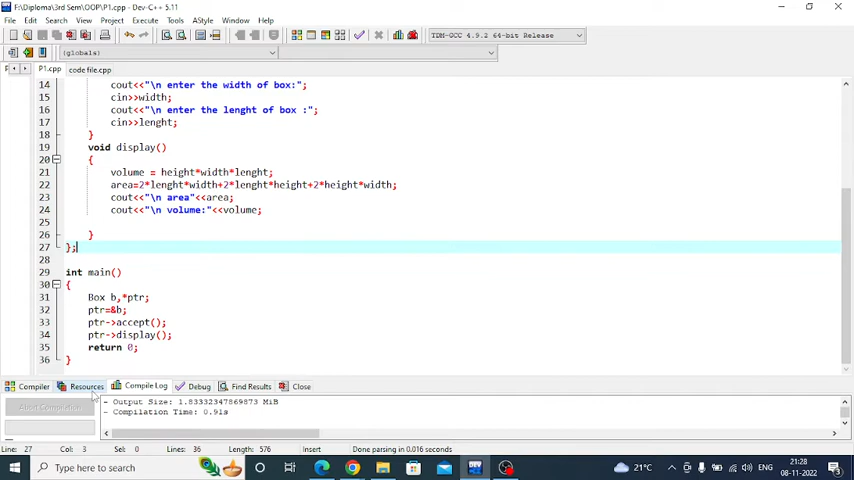 F:\Diploma\3rd Sem\OOP\P1.cpp - Dev-C++ 5.11
File Edit Search View Project Execute Tools AStyle Window Help
TDM-GCC 4.9.2 64-bit Release
(globals)
P1.cpp code file.cpp
14 cout<<"\n enter the width of box:";
15 cin>>width;
16 cout<<"\n enter the lenght of box :";
17 cin>>lenght;
18 }
19 void display()
20 {
21 volume = height*width*lenght;
22 area=2*lenght*width+2*lenght*height+2*height*width;
23 cout<<"\n area"<<area;
24 cout<<"\n volume:"<<volume;
25
26 }
27 };
28
29 int main()
30 {
31 Box b,*ptr;
32 ptr=&b;
33 ptr->accept();
34 ptr->display();
35 return 0;
36 }
Compiler Resources Compile Log Debug Find Results Close
Abort Compilation
- Output Size: 1.83332347869873 MiB
- Compilation Time: 0.91s
Line: 27 Col: 3 Sel: 0 Lines: 36 Length: 576 Insert Done parsing in 0.016 seconds
Type here to search
DEV
21°C
ENG
21:28
08-11-2022